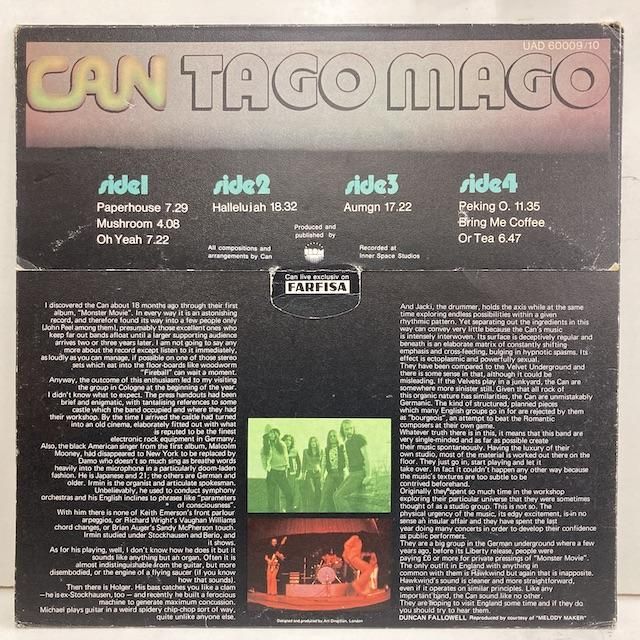 UAD 60009/10
CAN TAGO MAGO
side1
Paperhouse 7.29
Mushroom 4.08
Oh Yeah 7.22
side2
Hallelujah 18.32
side3
Aumgn 17.22
side4
Peking O. 11.35
Bring Me Coffee
Or Tea 6.47
All compositions and
arrangements by Can
Produced and
published by
Recorded at
Inner Space Studios
Can live exclusiv on
FARFISA
I discovered the Can about 18 months ago through their first
album, "Monster Movie". In every way it is an astonishing
record, and therefore found its way into a few people only
(John Peel among them), presumably those excellent ones who
keep far out bands afloat until a larger supporting audience
arrives two or three years later. I am not going to say any
more about the record except listen to it immediately,
as loudly as you can manage, if possible on one of those stereo
sets which eat into the floor-boards like woodworm
"Fireball" can wait a moment.
Anyway, the outcome of this enthusiasm led to my visiting
the group in Cologne at the beginning of the year.
I didn't know what to expect. The press handouts had been
brief and enigmatic, with tantalising references to some
castle which the band occupied and where they had
their workshop. By the time I arrived the castle had turned
into an old cinema, elaborately fitted out with what
is reputed to be the finest
electronic rock equipment in Germany.
Also, the black American singer from the first album, Malcolm
Mooney, had disappeared to New York to be replaced by
Damo who doesn't so much sing as breathe words
heavily into the microphone in a particularly doom-laden
fashion. He is Japanese and 21; the others are German and
older. Irmin is the organist and articulate spokesman.
Unbelievably, he used to conduct symphony
orchestras and his English inclines to phrases like "parameters
of consciousness".
With him there is none of Keith Emerson's front parlour
arpeggios, or Richard Wright's Vaughan Williams
chord changes, or Brian Auger's Sandy McPherson touch.
Irmin studied under Stockhausen and Berio, and
it shows.
As for his playing, well, I don't know how he does it but it
sounds like anything but an organ. Often it is
almost indistinguishable from the guitar, but more
disembodied, or the engine of a flying saucer (if you know
how that sounds).
Then there is Holger. His bass catches you like a clam
—he is ex-Stockhausen, too — and recently he built a ferocious
machine to generate maximum concussion.
Michael plays guitar in a weird spidery chip-chop sort of way,
quite unlike anyone else.
And Jacki, the drummer, holds the axis while at the same
time exploring endless possibilities within a given
rhythmic pattern. Yet separating out the ingredients in this
way can convey very little because the Can's music
is intensely interwoven. Its surface is deceptively regular and
beneath is an elaborate matrix of constantly shifting
emphasis and cross-feeding, bulging in hypnotic spasms. Its
effect is ectoplasmic and powerfully sexual.
They have been compared to the Velvet Underground and
there is some sense in that, although it could be
misleading. If the Velvets play in a junkyard, the Can are
somewhere more sinister still. Given that all rock of
this organic nature has similarities, the Can are unmistakably
Germanic. The kind of structured, planned pieces
which many English groups go in for are rejected by them
as "bourgeois", an attempt to beat the Romantic
composers at their own game.
Whatever truth there is in this, it means that this band are
very single-minded and as far as possible create
their music spontaneously. Having the luxury of their
own studio, most of the material is worked out there on the
floor. They just go in, start playing and let it
take over. In fact it couldn't happen any other way because
the music's textures are too subtle to be
contrived beforehand.
Originally they spent so much time in the workshop
exploring their particular universe that they were sometimes
thought of as a studio group. This is not so. The
physical urgency of the music, its edgy excitement, is in no
sense an insular affair and they have spent the last
year doing many concerts in order to develop their confidence
as public performers.
They are a big group in the German underground where a few years
ago, before its Liberty release, people were
paying £6 or more for private pressings of "Monster Movie".
The only outfit in England with anything in
common with them is Hawkwind but again that is inapposite.
Hawkwind's sound is cleaner and more straightforward,
even if it operates on similar principles. Like any
important band, the Can sound like no other.
They are hoping to visit England some time and if they do
you should try to hear them.
DUNCAN FALLOWELL Reproduced by courtesy of "MELODY MAKER"